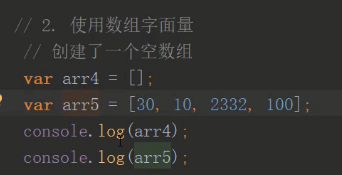 // 2. 使用数组字面量
// 创建了一个空数组
var arr4 = [];
var arr5 = [30, 10, 2332, 100];
console.log(arr4);
console.log(arr5);